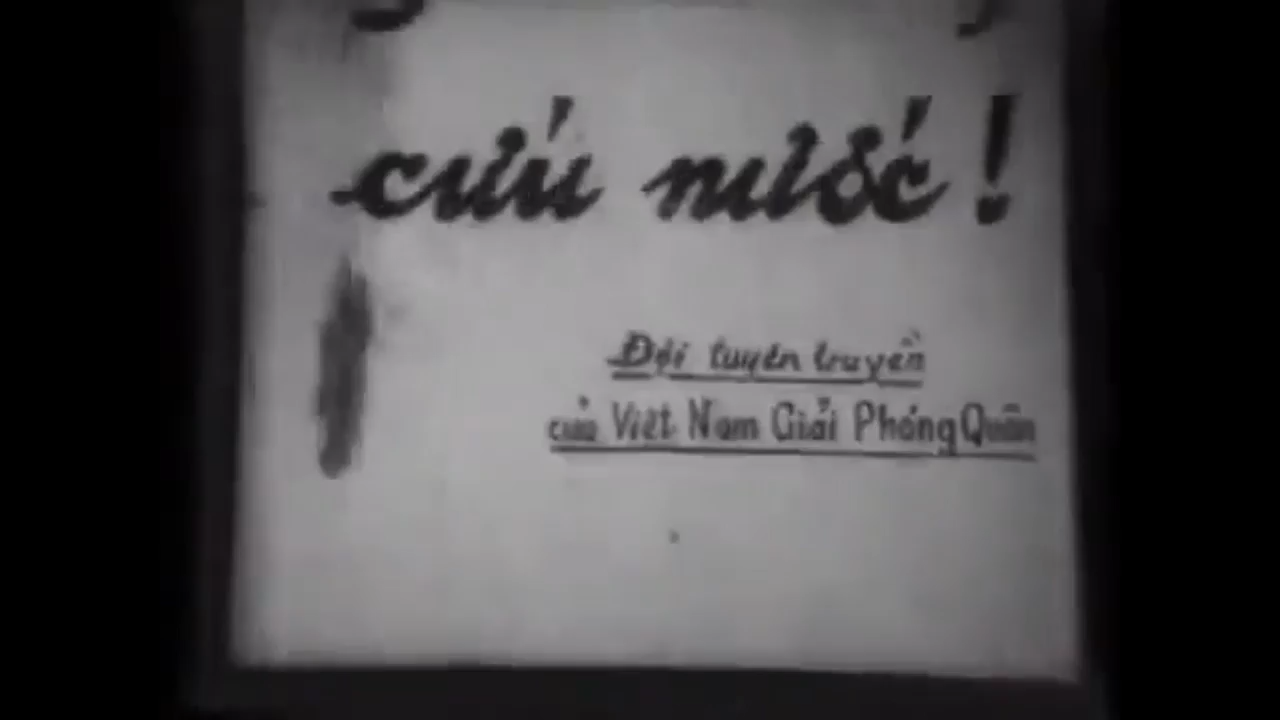 cứu nước!
Đội tuyên truyền
của Việt Nam Giải Phóng Quân